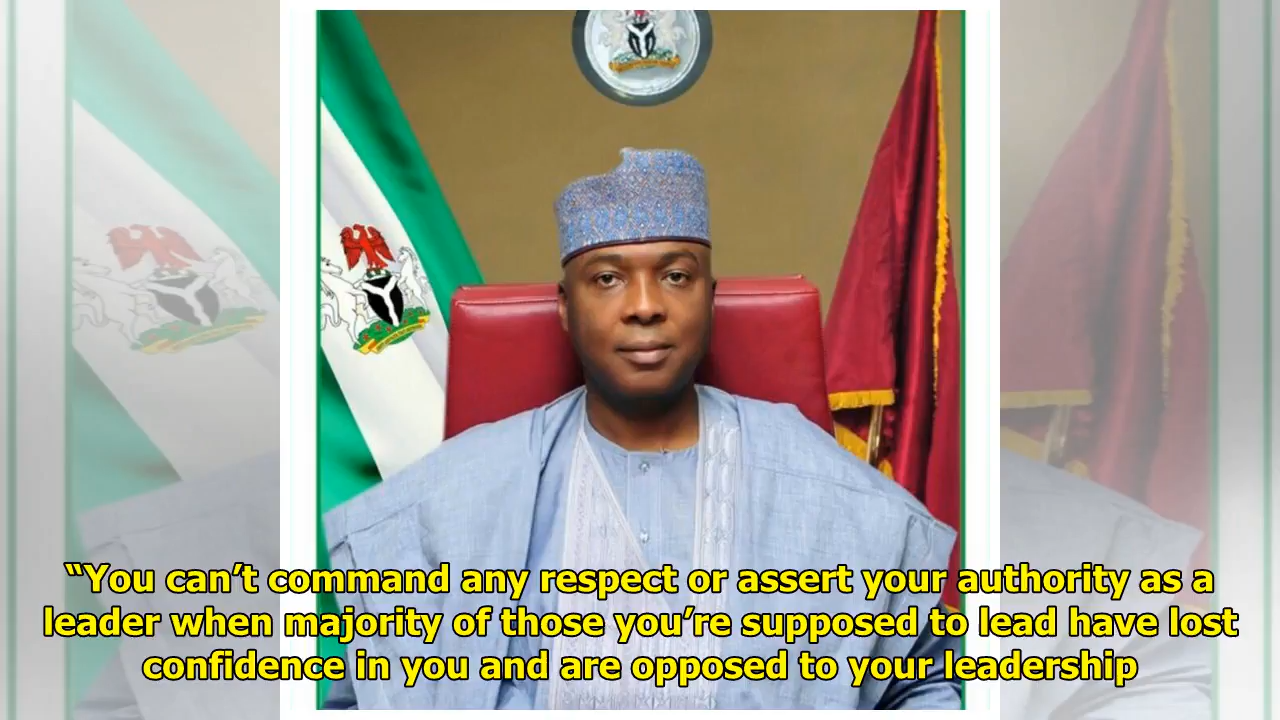 “You can’t command any respect or assert your authority as a
leader when majority of those you’re supposed to lead have lost
confidence in you and are opposed to your leadership